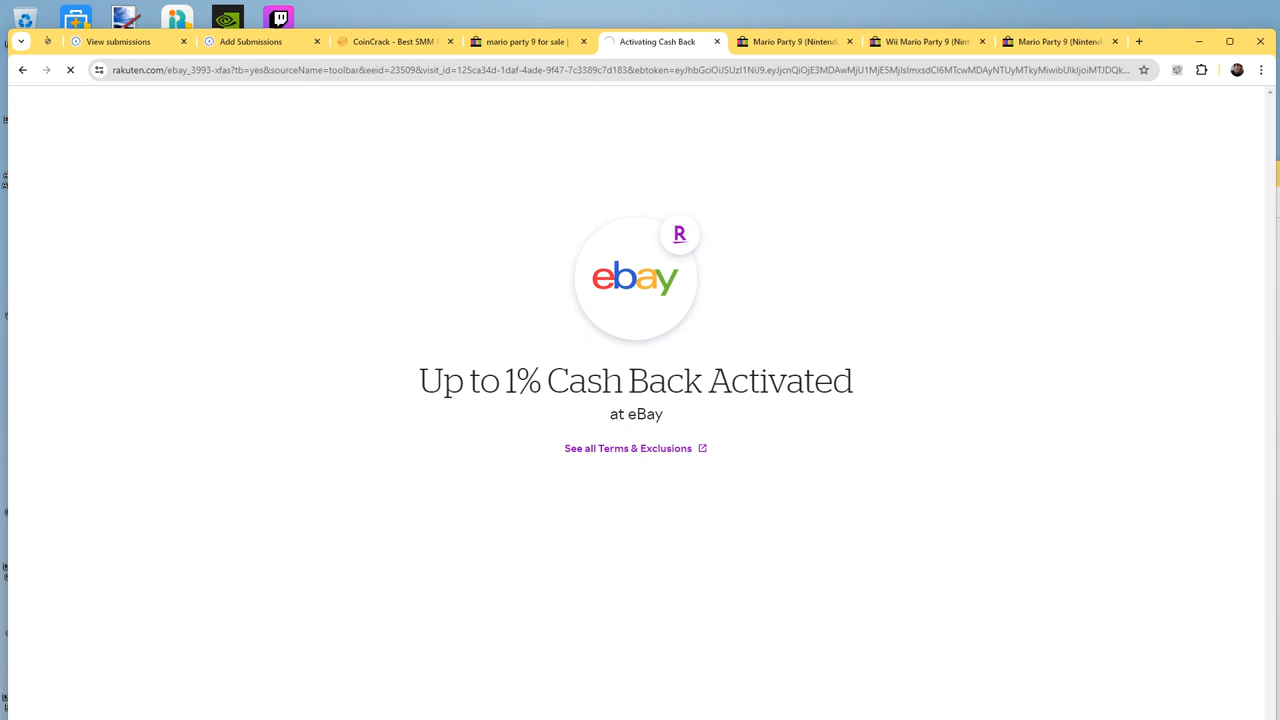 View submissions
Add Submissions
CoinCrack - Best SMM
mario party 9 for sale |
Activating Cash Back
Mario Party 9 (Nintend
Wii Mario Party 9 (Nin
Mario Party 9 (Nintend
rakuten.com/ebay_3993-xfas?tb=yes&sourceName=toolbar&eeid=23509&visit_id=125ca34d-1daf-4ade-9f47-7c3389c7d183&ebtoken=
R
ebay
Up to 1% Cash Back Activated
at eBay
See all Terms & Exclusions